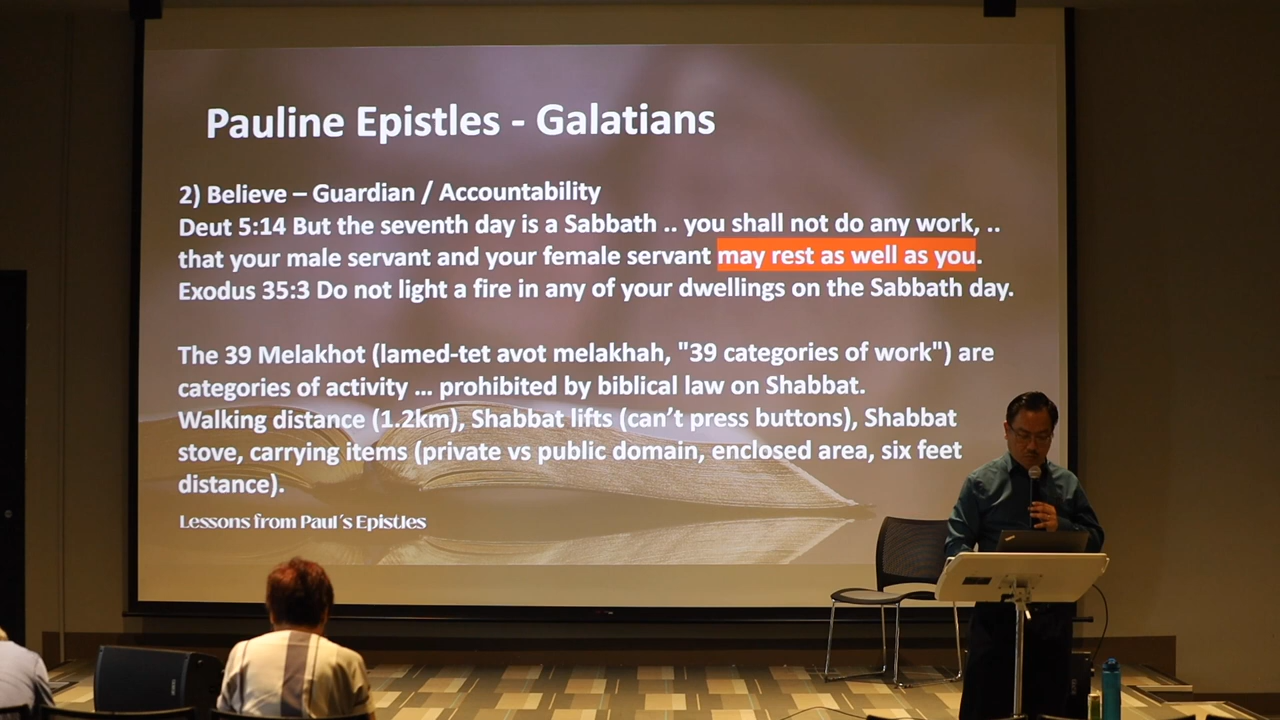 Pauline Epistles - Galatians
2) Believe – Guardian / Accountability
Deut 5:14 But the seventh day is a Sabbath .. you shall not do any work, ..
that your male servant and your female servant may rest as well as you.
Exodus 35:3 Do not light a fire in any of your dwellings on the Sabbath day.
The 39 Melakhot (lamed-tet avot melakhah, "39 categories of work") are
categories of activity ... prohibited by biblical law on Shabbat.
Walking distance (1.2km), Shabbat lifts (can’t press buttons), Shabbat
stove, carrying items (private vs public domain, enclosed area, six feet
distance).
Lessons from Paul´s Epistles